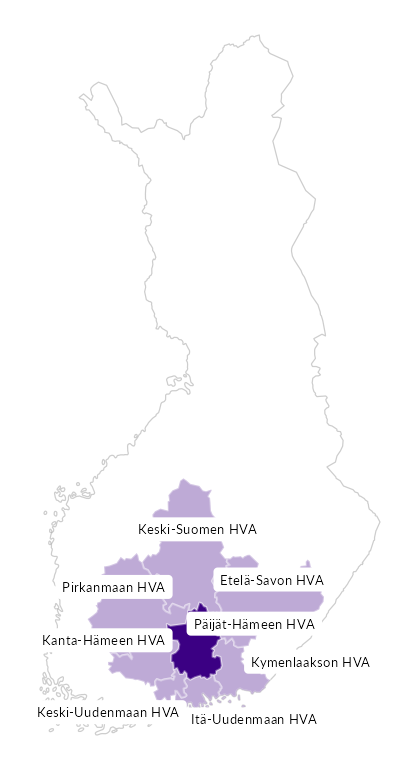 Keski-Suomen HVA
Pirkanmaan HVA
Etelä-Savon HVA
Päijät-Hämeen HVA
Kanta-Hämeen HVA
Kymenlaakson HVA
Keski-Uudenmaan HVA
Itä-Uudenmaan HVA